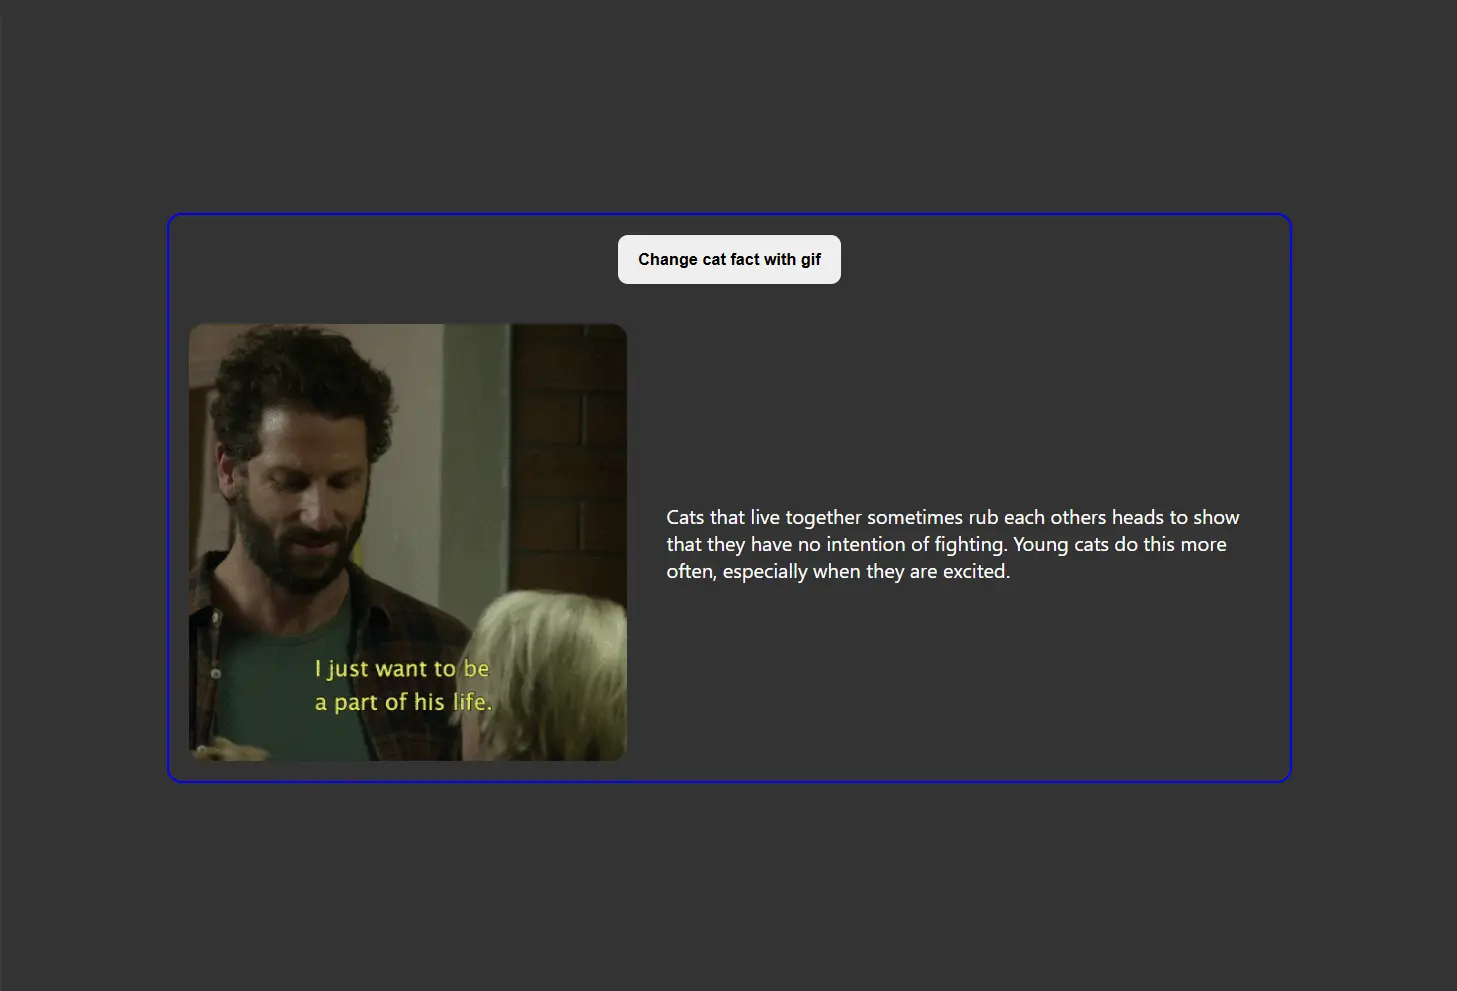 Change cat fact with gif
I just want to be
a part of his life.
Cats that live together sometimes rub each others heads to show
that they have no intention of fighting. Young cats do this more
often, especially when they are excited.